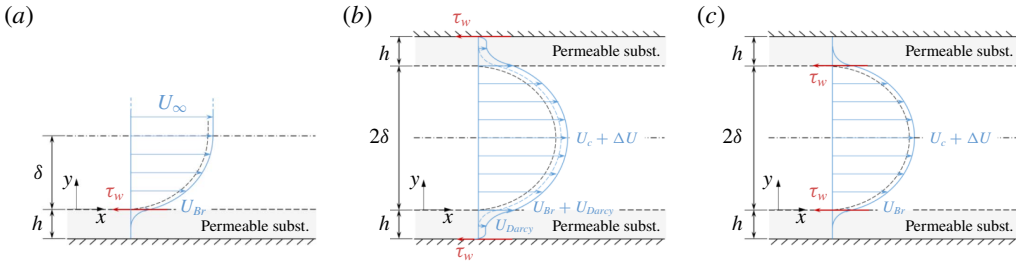 (a)
U∞
δ
y
τw
x
UBr
h
Permeable subst.
(b)
τw
h
Permeable subst.
2δ
Uc + ΔU
y
x
UBr + UDarcy
h
UDarcy
Permeable subst.
τw
(c)
h
Permeable subst.
τw
2δ
Uc + ΔU
y
τw
x
UBr
h
Permeable subst.